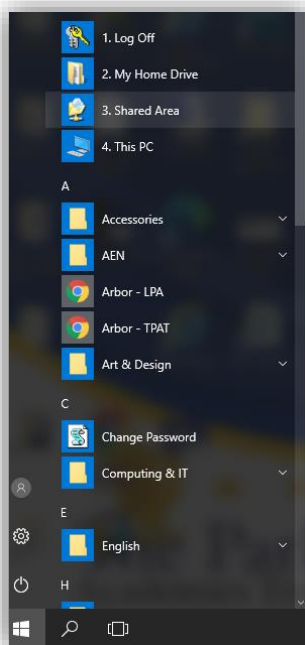 1. Log Off
2. My Home Drive
3. Shared Area
4. This PC
A
Accessories
AEN
Arbor - LPA
Arbor - TPAT
Art & Design
C
Change Password
Computing & IT
E
English
H